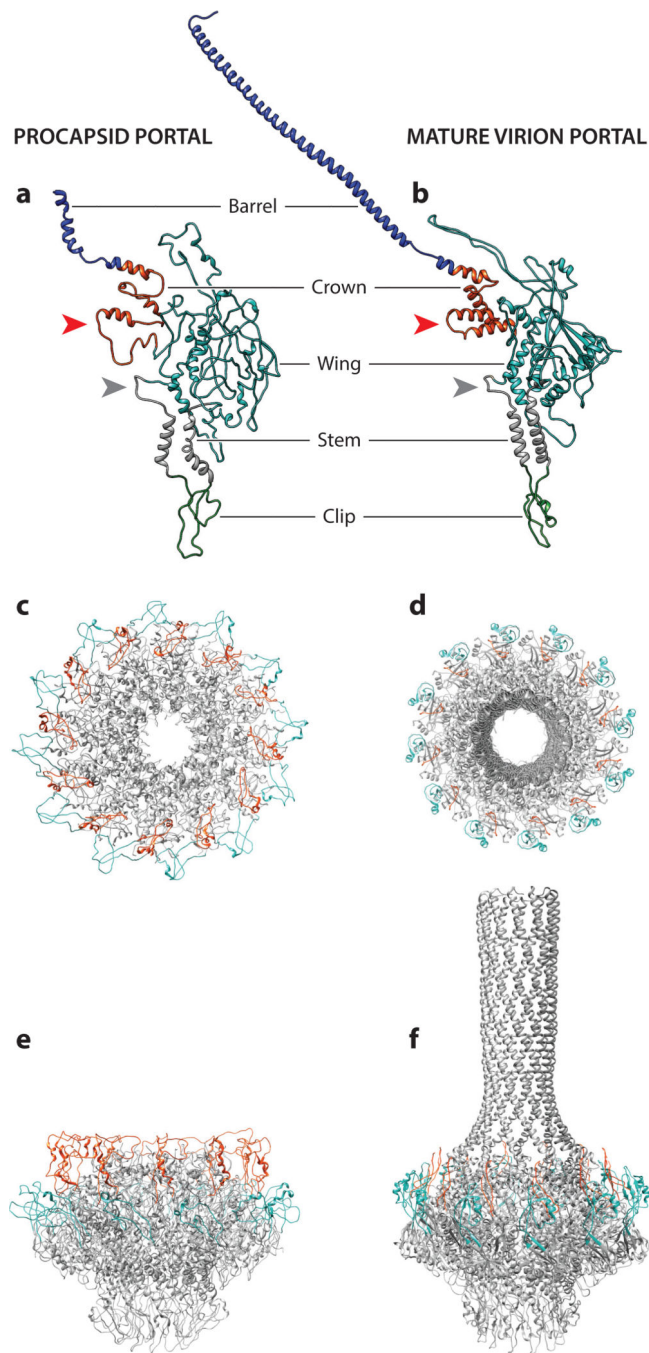 PROCAPSID PORTAL
MATURE VIRION PORTAL
a
b
Barrel
Crown
Wing
Stem
Clip
c
d
e
f